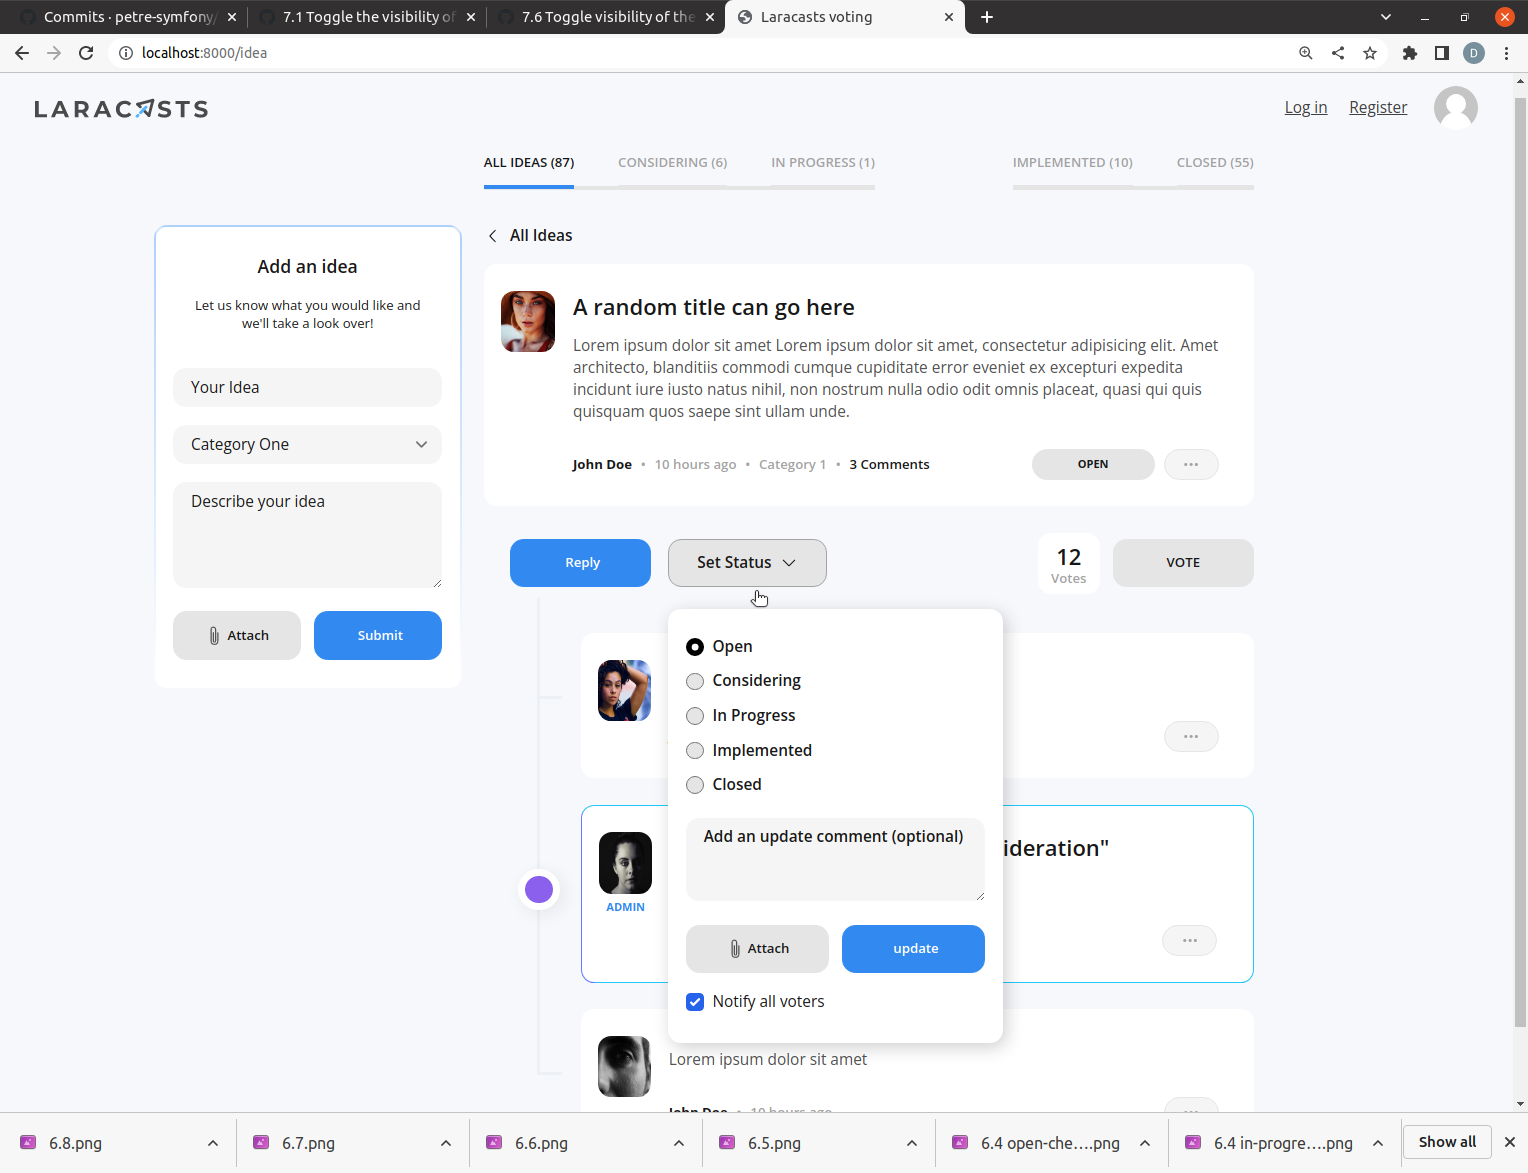 Commits · petre-symfony/
7.1 Toggle the visibility of
7.6 Toggle visibility of the
Laracasts voting
localhost:8000/idea
D
LARACASTS
Log in
Register
ALL IDEAS (87)
CONSIDERING (6)
IN PROGRESS (1)
IMPLEMENTED (10)
CLOSED (55)
All Ideas
Add an idea
Let us know what you would like and
we'll take a look over!
Your Idea
Category One
Describe your idea
Attach
Submit
A random title can go here
Lorem ipsum dolor sit amet Lorem ipsum dolor sit amet, consectetur adipisicing elit. Amet
architecto, blanditiis commodi cumque cupiditate error eveniet ex excepturi expedita
incidunt iure iusto natus nihil, non nostrum nulla odio odit omnis placeat, quasi qui quis
quisquam quos saepe sint ullam unde.
John Doe • 10 hours ago • Category 1 • 3 Comments
OPEN
Reply
Set Status
12
Votes
VOTE
Open
Considering
In Progress
Implemented
Closed
Add an update comment (optional)
Attach
update
Notify all voters
ADMIN
ideration"
Lorem ipsum dolor sit amet
John Doe • 10 hours ago
6.8.png
6.7.png
6.6.png
6.5.png
6.4 open-che....png
6.4 in-progre....png
Show all